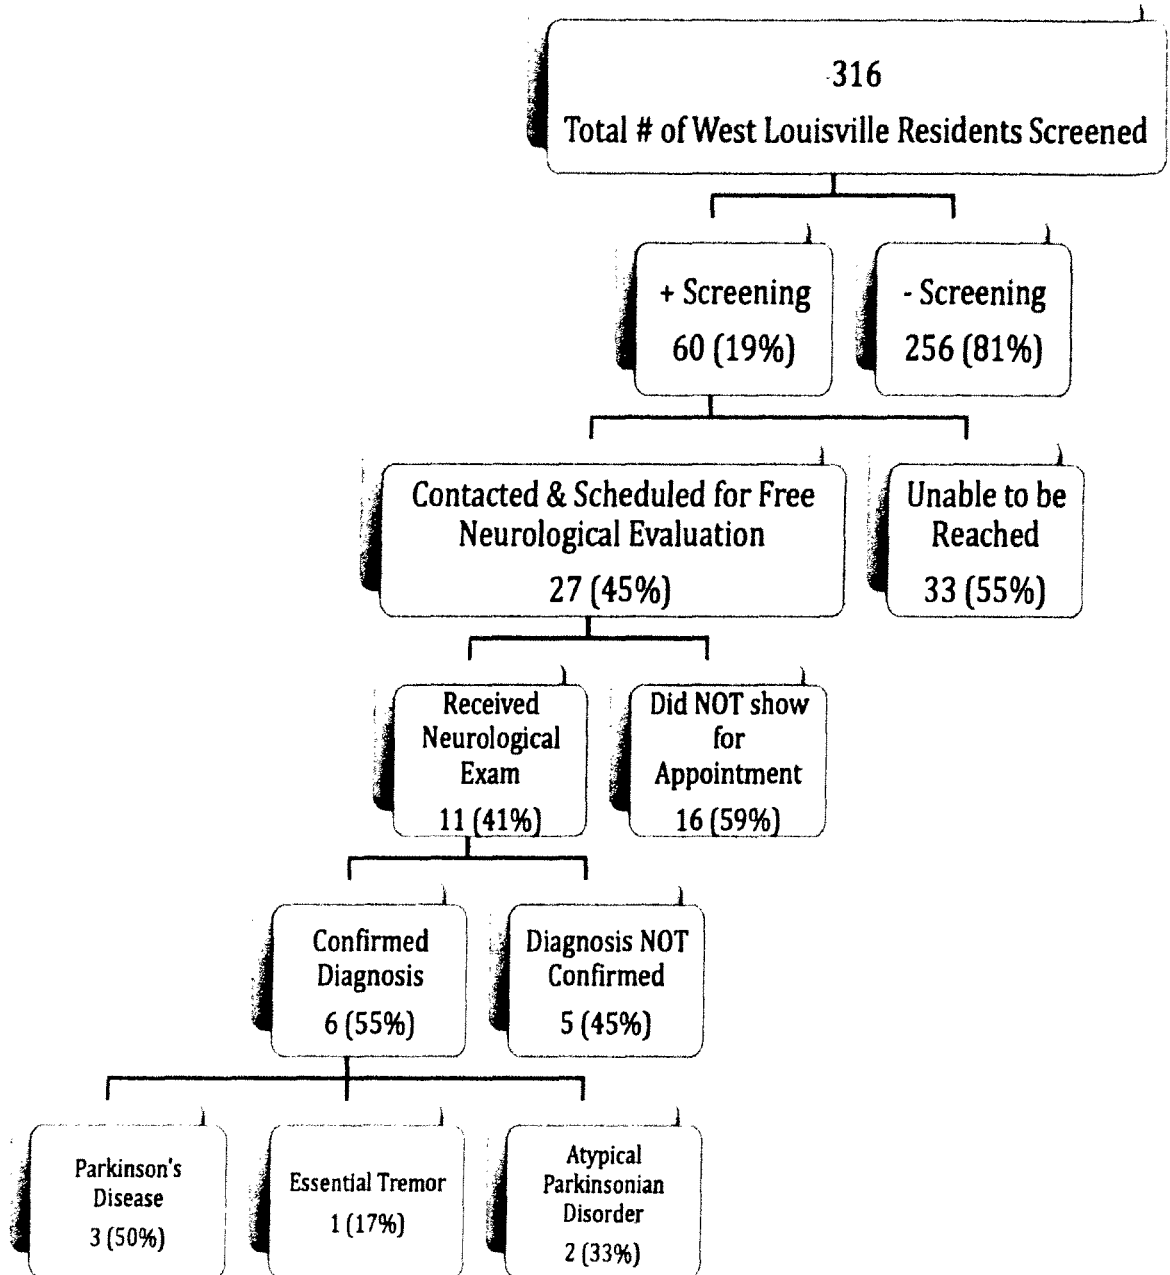 316
Total # of West Louisville Residents Screened
+ Screening
60 (19%)
- Screening
256 (81%)
Contacted & Scheduled for Free
Neurological Evaluation
27 (45%)
Unable to be
Reached
33 (55%)
Received
Neurological
Exam
11 (41%)
Did NOT show
for
Appointment
16 (59%)
Confirmed
Diagnosis
6 (55%)
Diagnosis NOT
Confirmed
5 (45%)
Parkinson's
Disease
3 (50%)
Essential Tremor
1 (17%)
Atypical
Parkinsonian
Disorder
2 (33%)